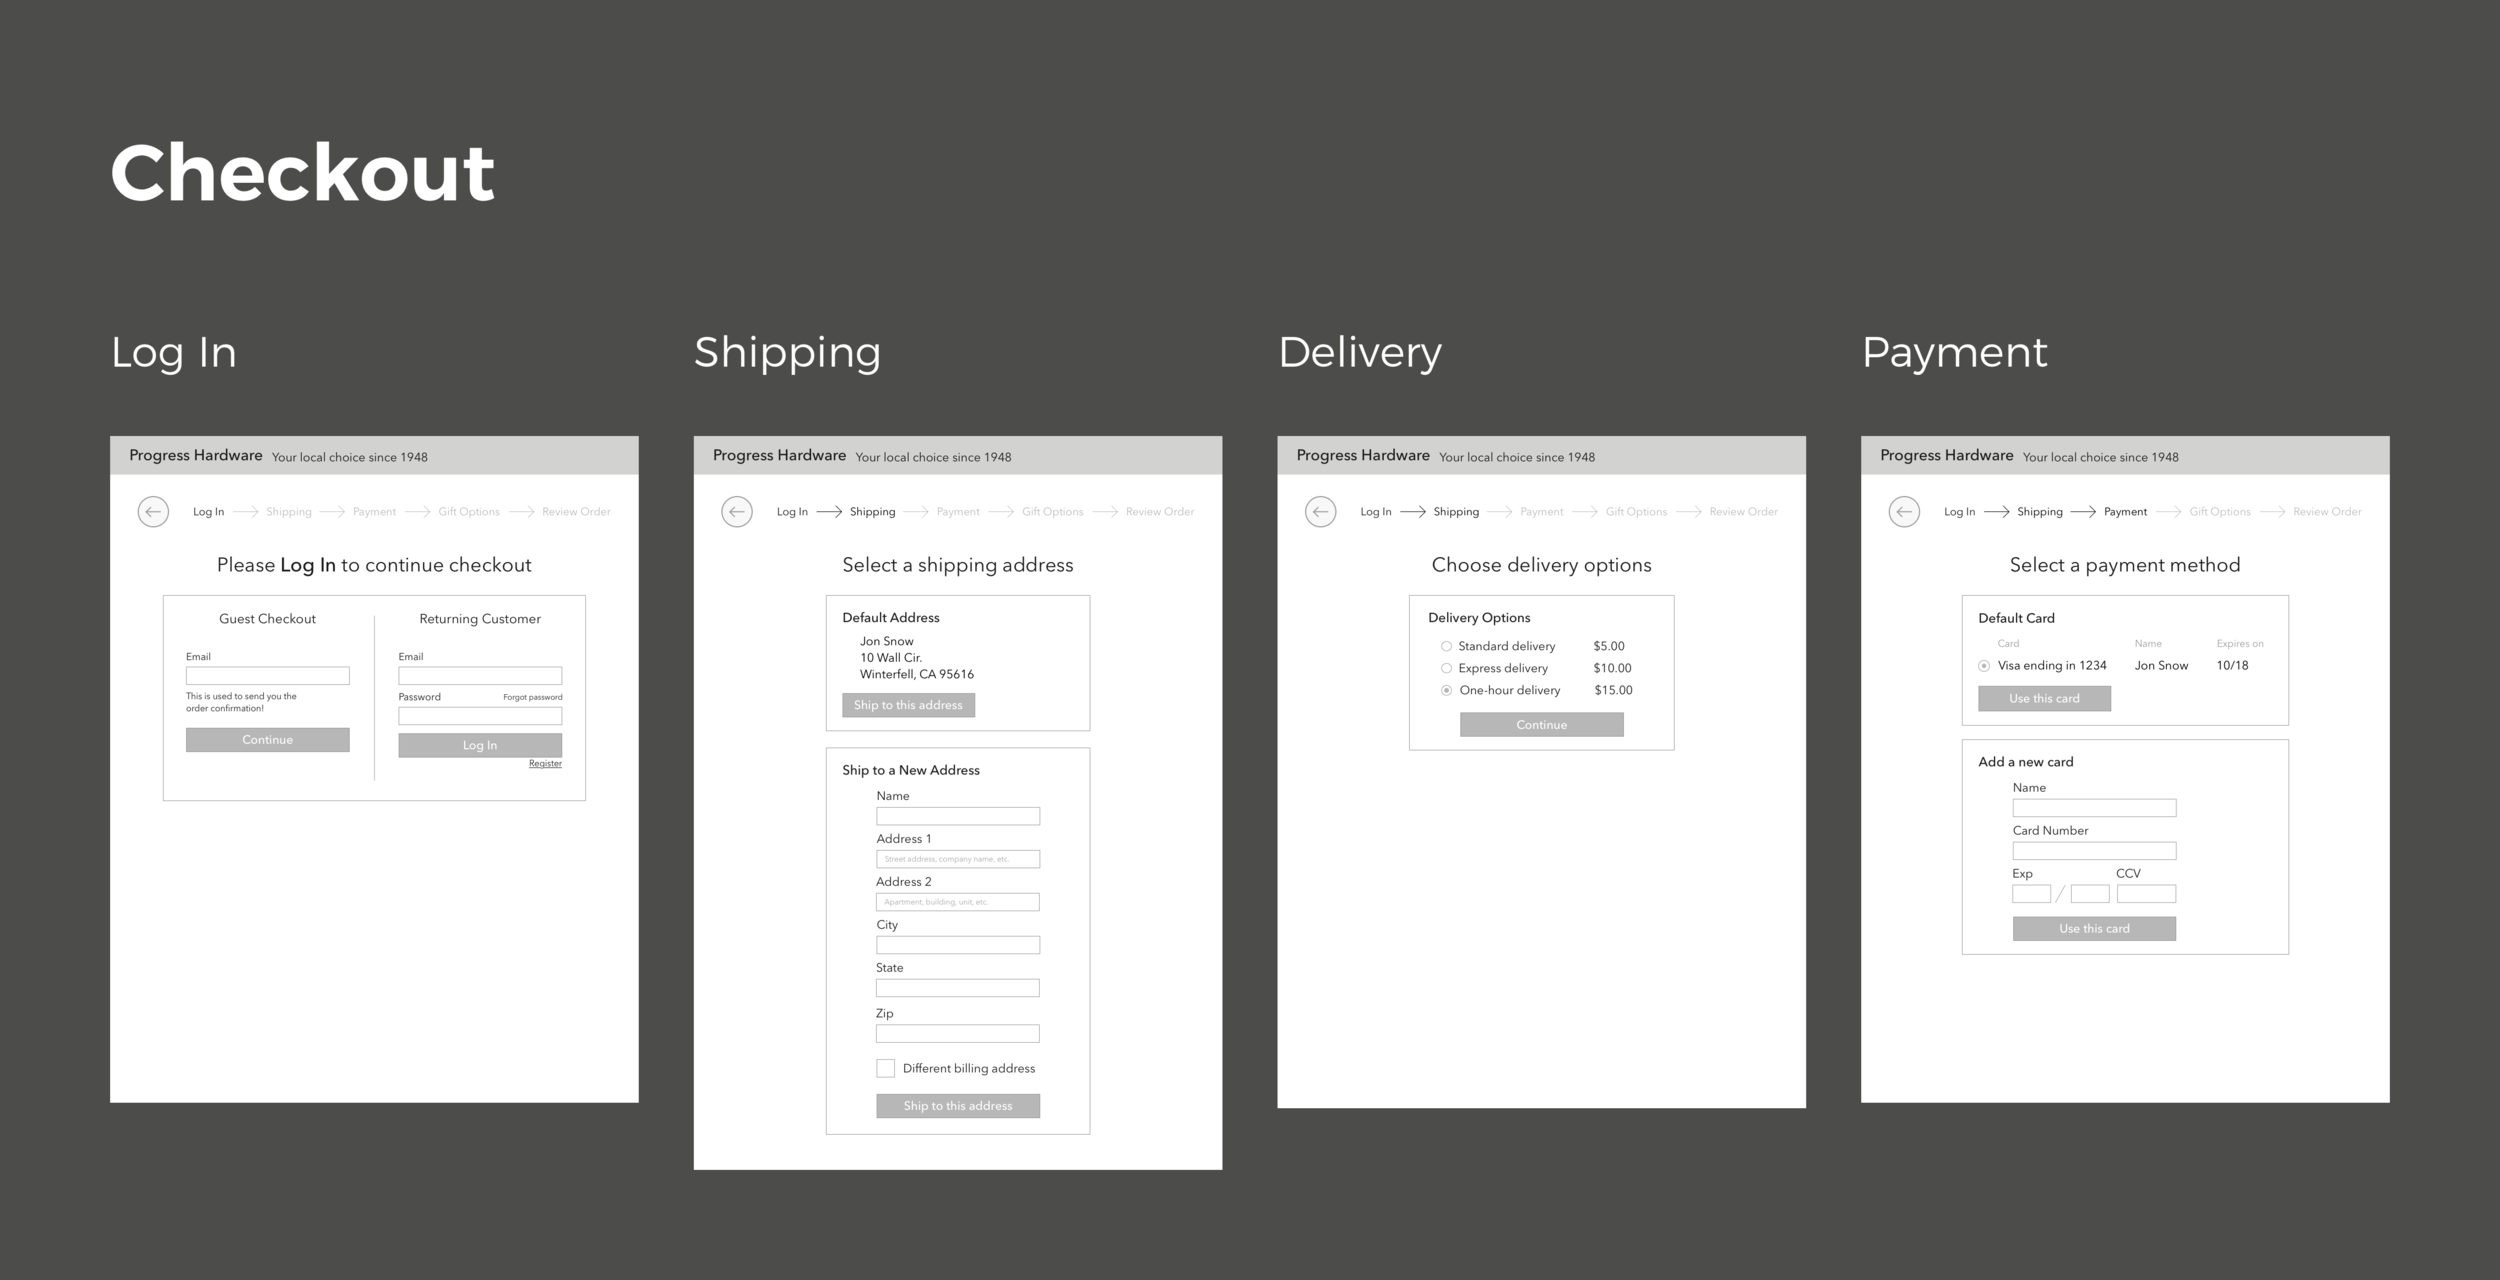 Checkout
Log In
Progress Hardware Your local choice since 1948
Log In Shipping Payment Gift Options Review Order
Please Log In to continue checkout
Guest Checkout
Email
This is used to send you the
order confirmation!
Continue
Returning Customer
Email
Password Forgot password
Log In
Register
Shipping
Progress Hardware Your local choice since 1948
Log In Shipping Payment Gift Options Review Order
Select a shipping address
Default Address
Jon Snow
10 Wall Cir.
Winterfell, CA 95616
Ship to this address
Ship to a New Address
Name
Address 1
Street address, company name, etc.
Address 2
Apartment, building, unit, etc.
City
State
Zip
Different billing address
Ship to this address
Delivery
Progress Hardware Your local choice since 1948
Log In Shipping Payment Gift Options Review Order
Choose delivery options
Delivery Options
Standard delivery $5.00
Express delivery $10.00
One-hour delivery $15.00
Continue
Payment
Progress Hardware Your local choice since 1948
Log In Shipping Payment Gift Options Review Order
Select a payment method
Default Card
Card Name Expires on
Visa ending in 1234 Jon Snow 10/18
Use this card
Add a new card
Name
Card Number
Exp CCV
/
Use this card